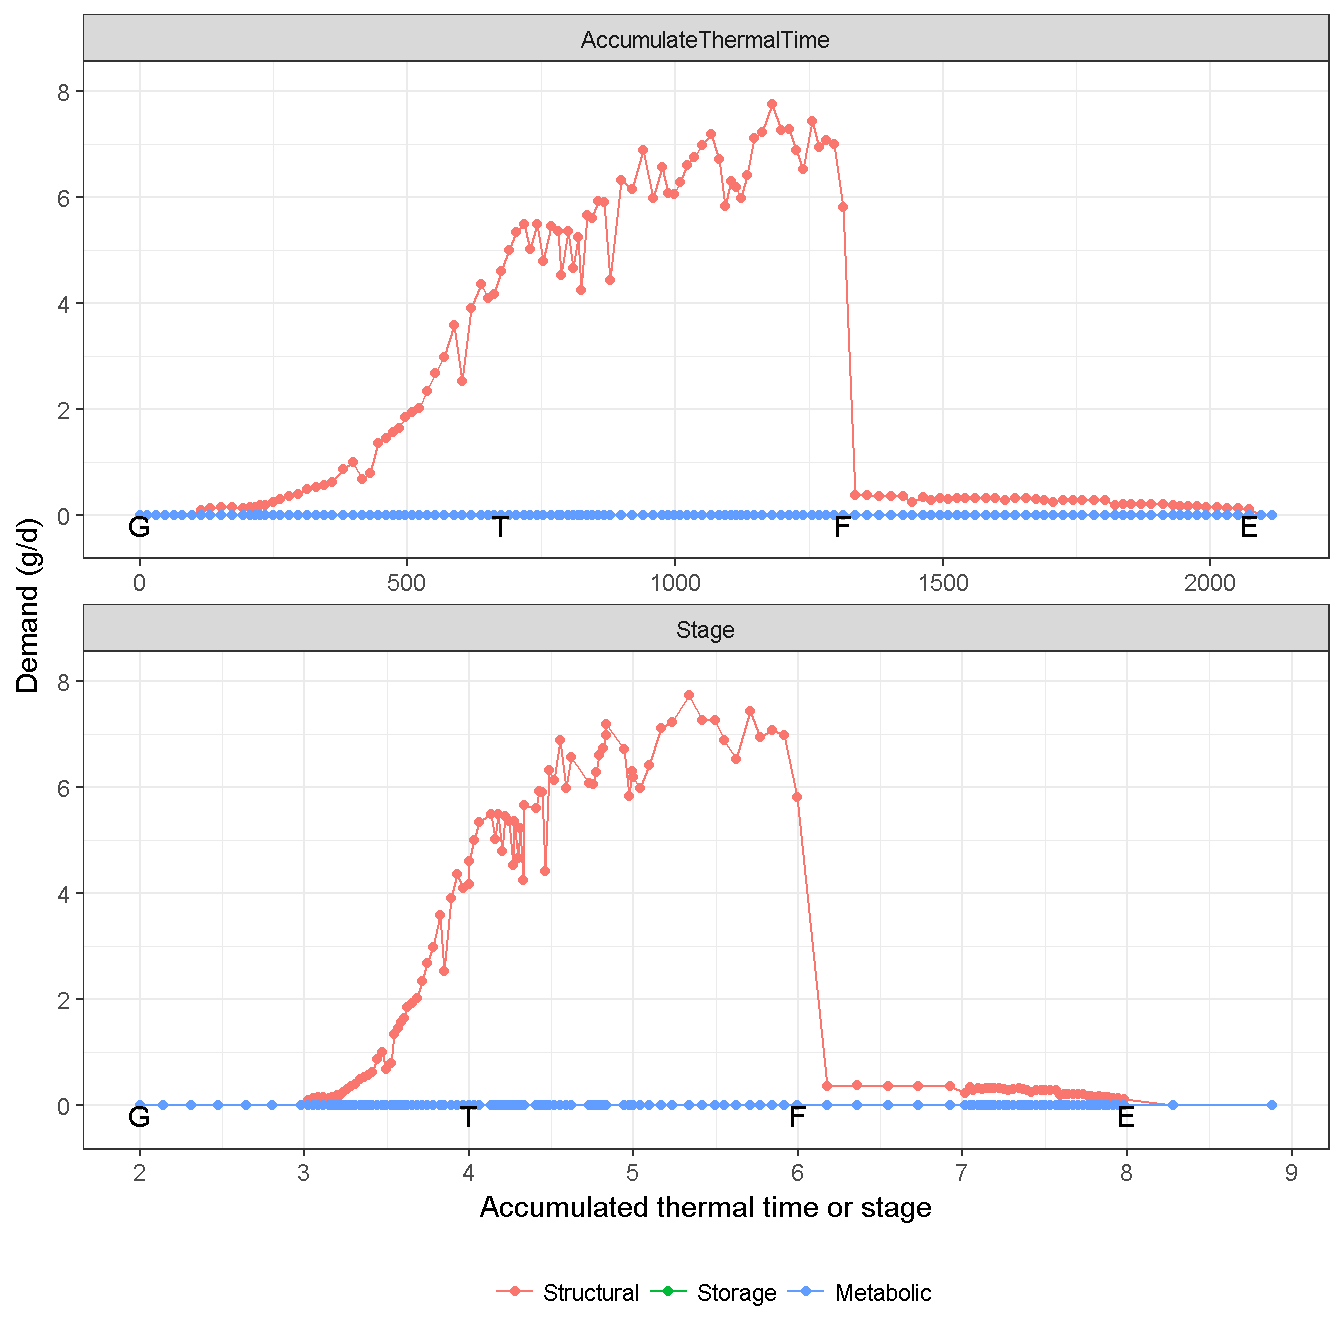 AccumulateThermalTime
8
6
4
2
0
G T F E
0 500 1000 1500 2000
Demand (g/d)
Stage
8
6
4
2
0
G T F E
2 3 4 5 6 7 8 9
Accumulated thermal time or stage
Structural Storage Metabolic